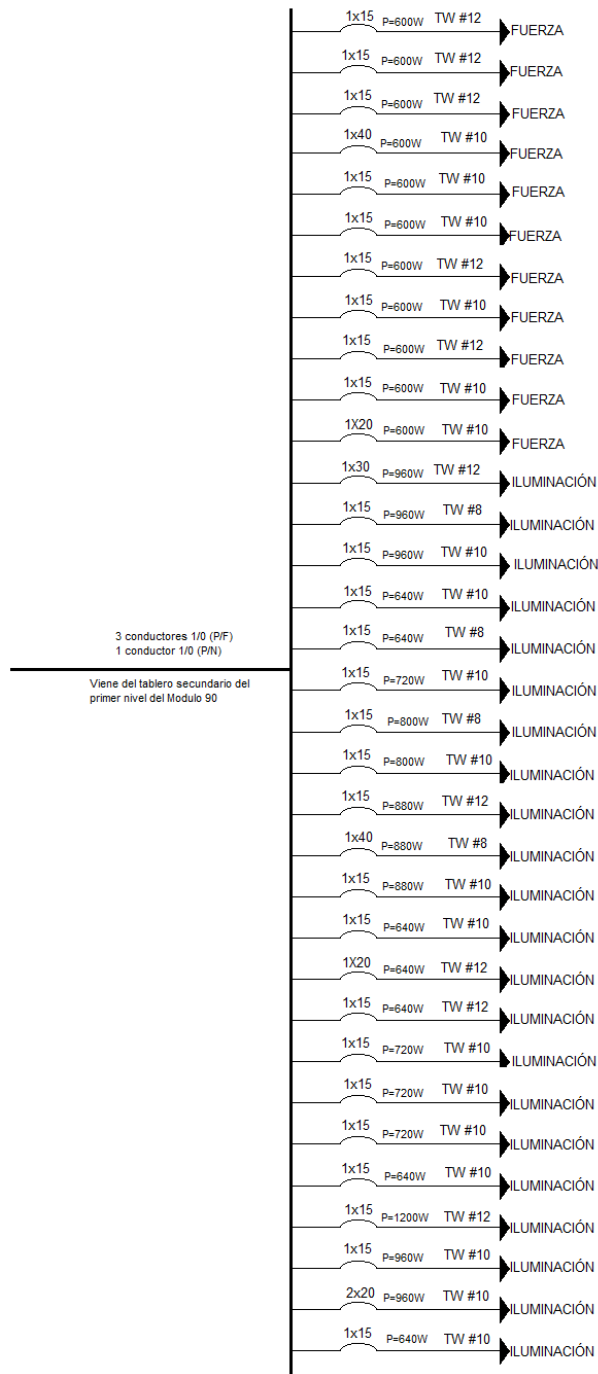 1x15 P=600W TW #12 FUERZA
1x15 P=600W TW #12 FUERZA
1x15 P=600W TW #12 FUERZA
1x40 P=600W TW #10 FUERZA
1x15 P=600W TW #10 FUERZA
1x15 P=600W TW #10 FUERZA
1x15 P=600W TW #12 FUERZA
1x15 P=600W TW #10 FUERZA
1x15 P=600W TW #12 FUERZA
1x15 P=600W TW #10 FUERZA
1X20 P=600W TW #10 FUERZA
1x30 P=960W TW #12 ILUMINACIÓN
1x15 P=960W TW #8 ILUMINACIÓN
1x15 P=960W TW #10 ILUMINACIÓN
1x15 P=640W TW #10 ILUMINACIÓN
3 conductores 1/0 (P/F)
1 conductor 1/0 (P/N)
1x15 P=640W TW #8 ILUMINACIÓN
Viene del tablero secundario del
primer nivel del Modulo 90
1x15 P=720W TW #10 ILUMINACIÓN
1x15 P=800W TW #8 ILUMINACIÓN
1x15 P=800W TW #10 ILUMINACIÓN
1x15 P=880W TW #12 ILUMINACIÓN
1x40 P=880W TW #8 ILUMINACIÓN
1x15 P=880W TW #10 ILUMINACIÓN
1x15 P=640W TW #10 ILUMINACIÓN
1X20 P=640W TW #12 ILUMINACIÓN
1x15 P=640W TW #12 ILUMINACIÓN
1x15 P=720W TW #10 ILUMINACIÓN
1x15 P=720W TW #10 ILUMINACIÓN
1x15 P=720W TW #10 ILUMINACIÓN
1x15 P=640W TW #10 ILUMINACIÓN
1x15 P=1200W TW #12 ILUMINACIÓN
1x15 P=960W TW #10 ILUMINACIÓN
2x20 P=960W TW #10 ILUMINACIÓN
1x15 P=640W TW #10 ILUMINACIÓN